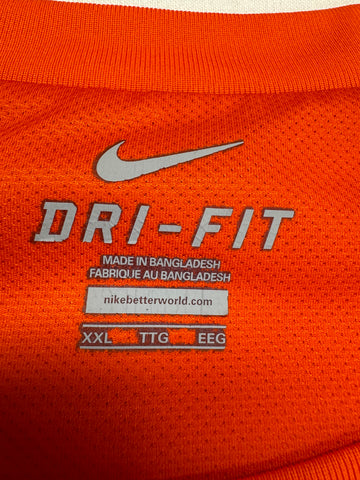 DRI-FIT
MADE IN BANGLADESH
FABRIQUE AU BANGLADESH
nikebetterworld.com
XXL TTG EEG